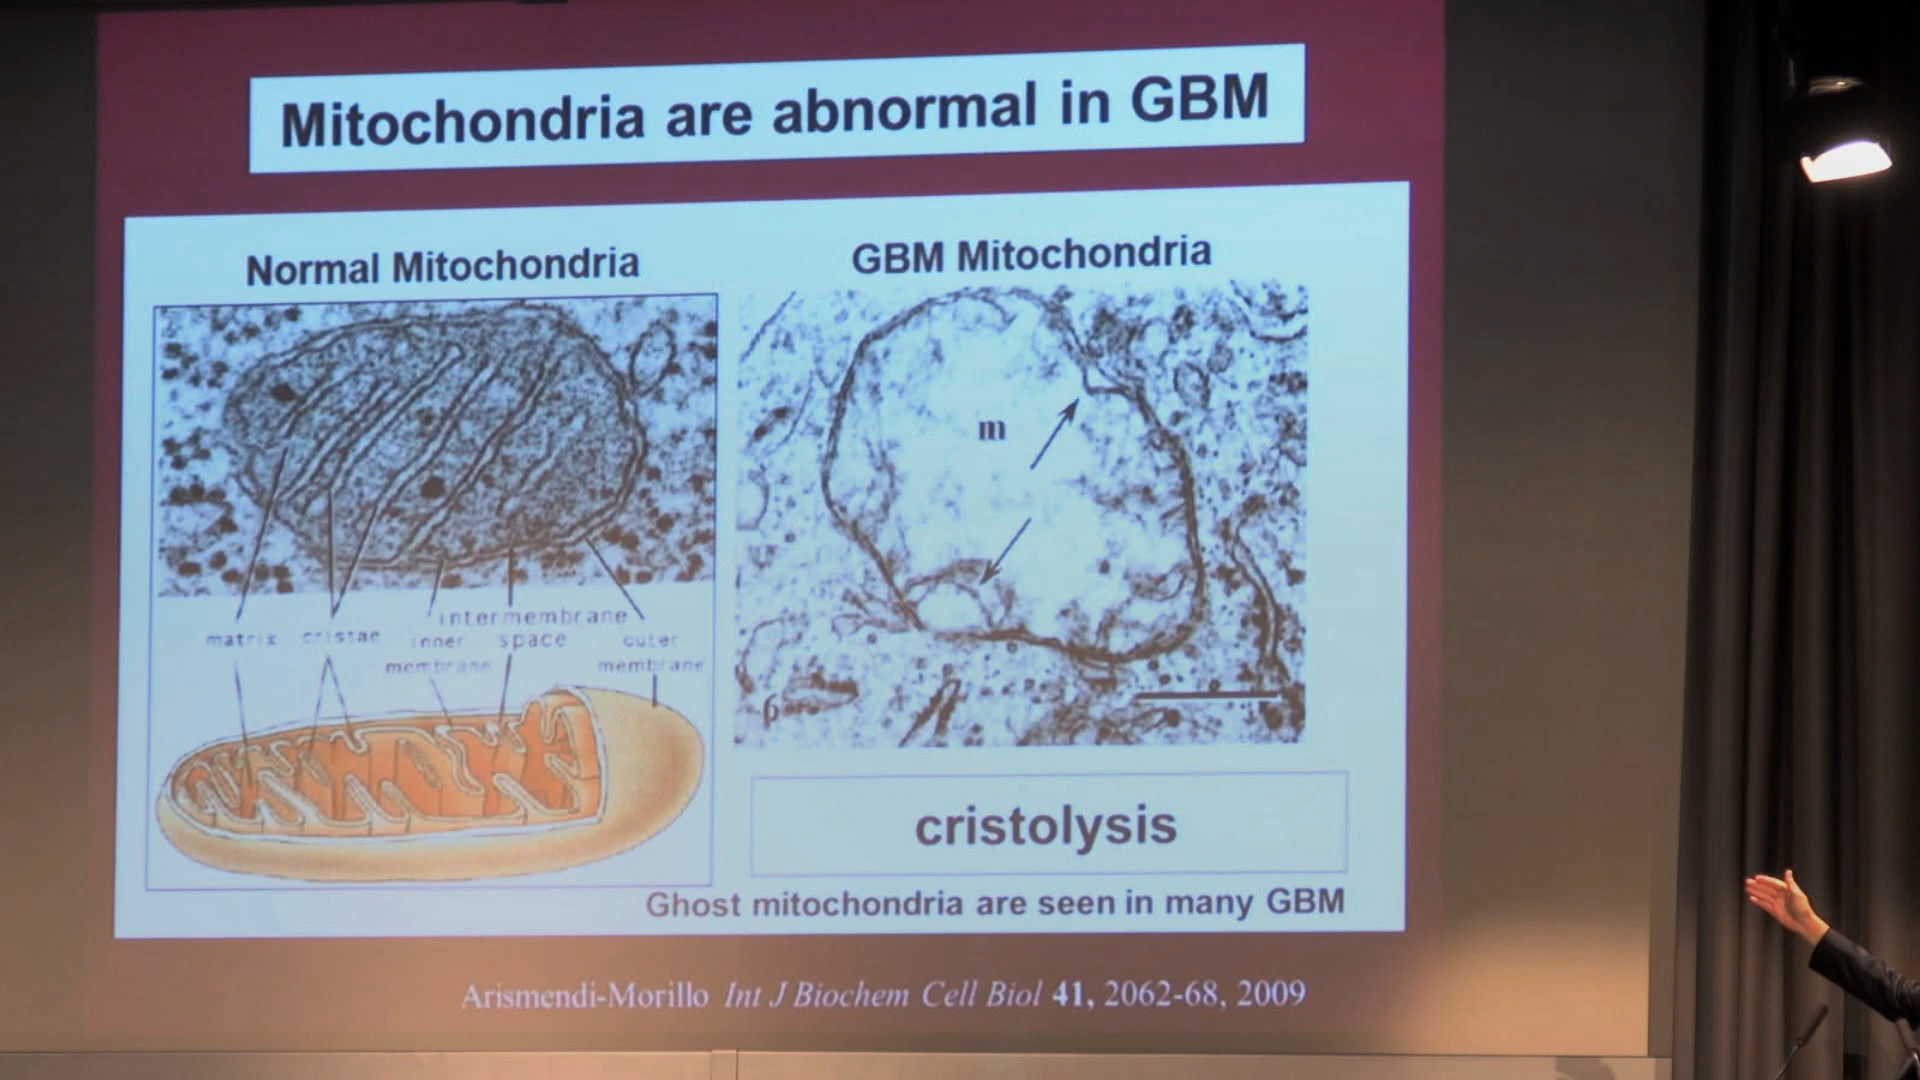 Mitochondria are abnormal in GBM
Normal Mitochondria
GBM Mitochondria
m
6
intermembrane
matrix cristae inner space outer
membrane membrane
cristolysis
Ghost mitochondria are seen in many GBM
Arismendi-Morillo Int J Biochem Cell Biol 41, 2062-68, 2009